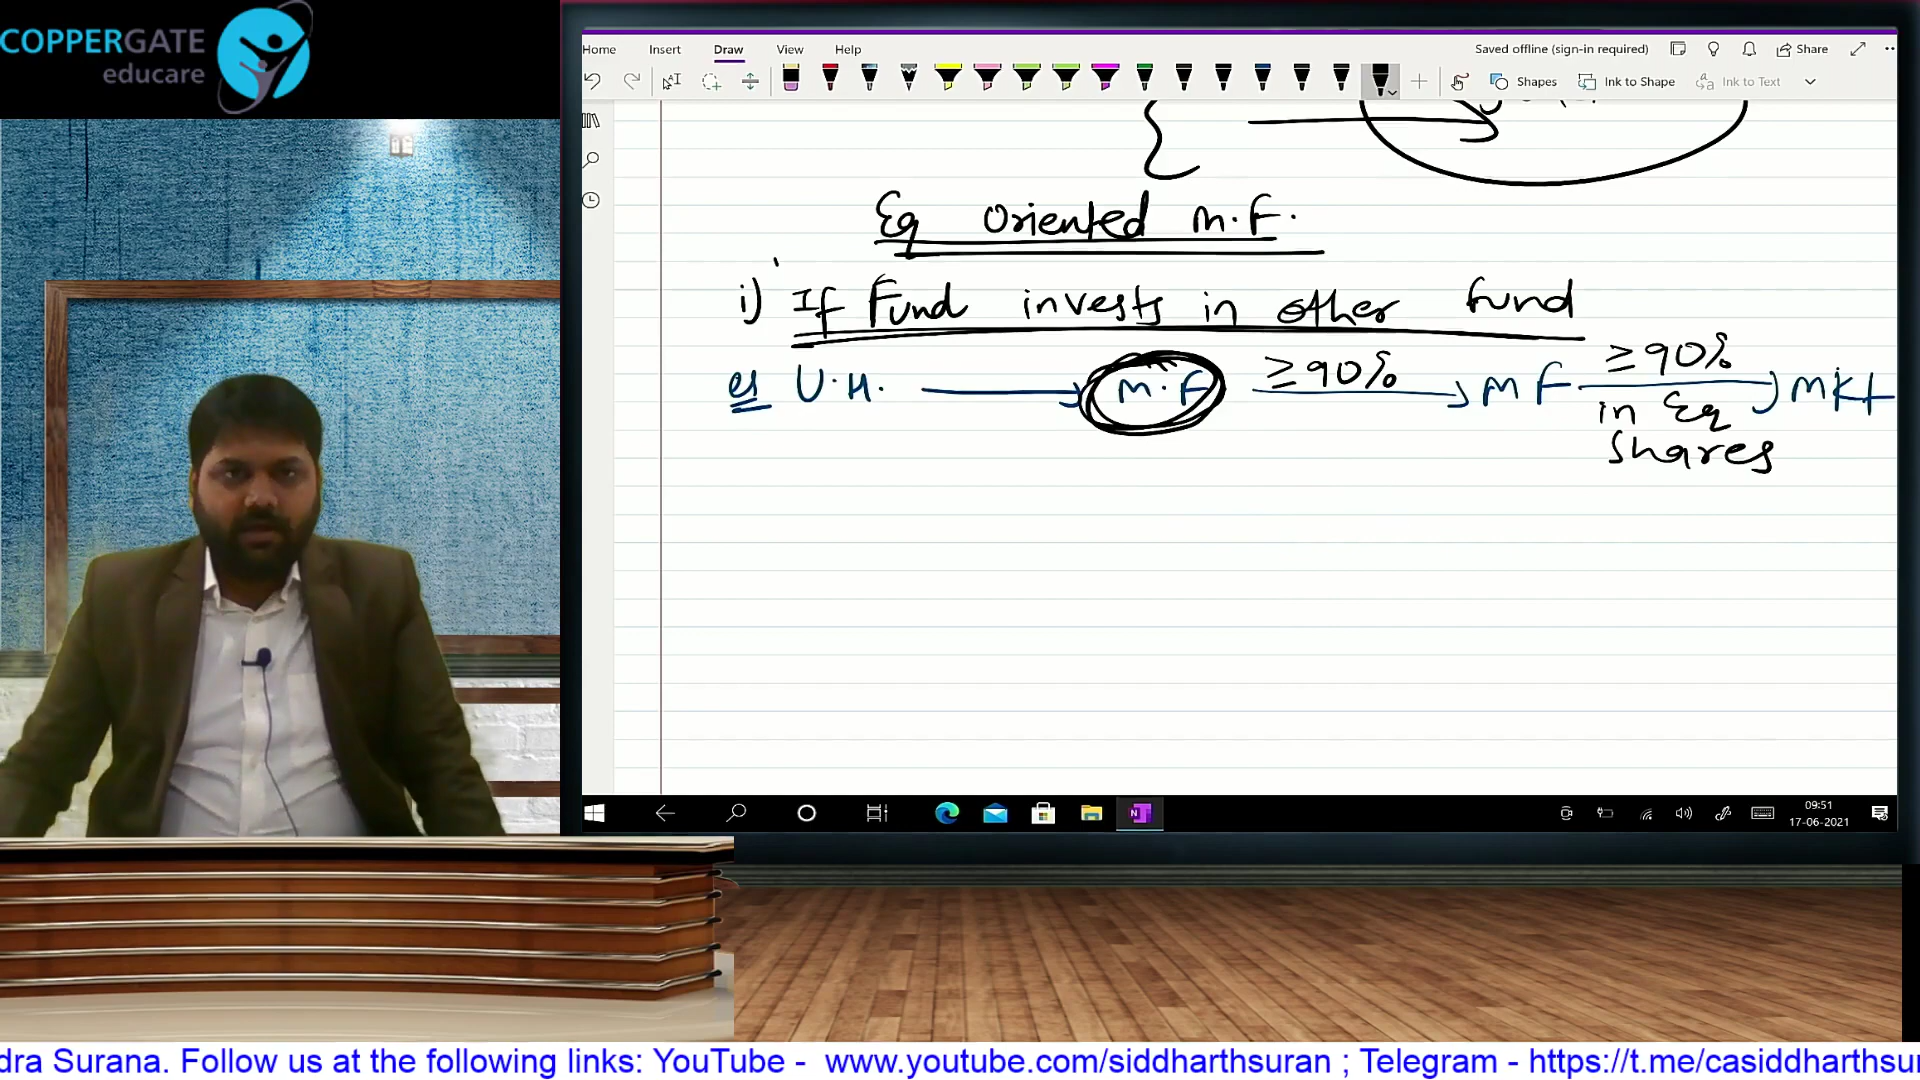 COPPERGATE
educare
Home Insert Draw View Help Saved offline (sign-in required) Share
Shapes Ink to Shape Ink to Text
Eq Oriented M.F.
i) If Fund invests in other fund
eg U.H. M.F ≥90% MF ≥90% MKt
in Eq
Shares
09:51
17-06-2021
dra Surana. Follow us at the following links: YouTube - www.youtube.com/siddharthsuran ; Telegram - https://t.me/casiddharthsu